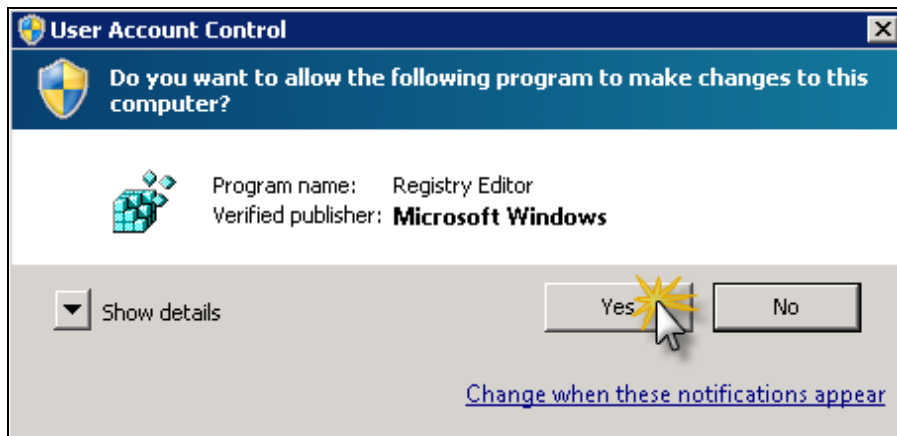 User Account Control
Do you want to allow the following program to make changes to this
computer?
Program name: Registry Editor
Verified publisher: Microsoft Windows
Show details
Yes
No
Change when these notifications appear